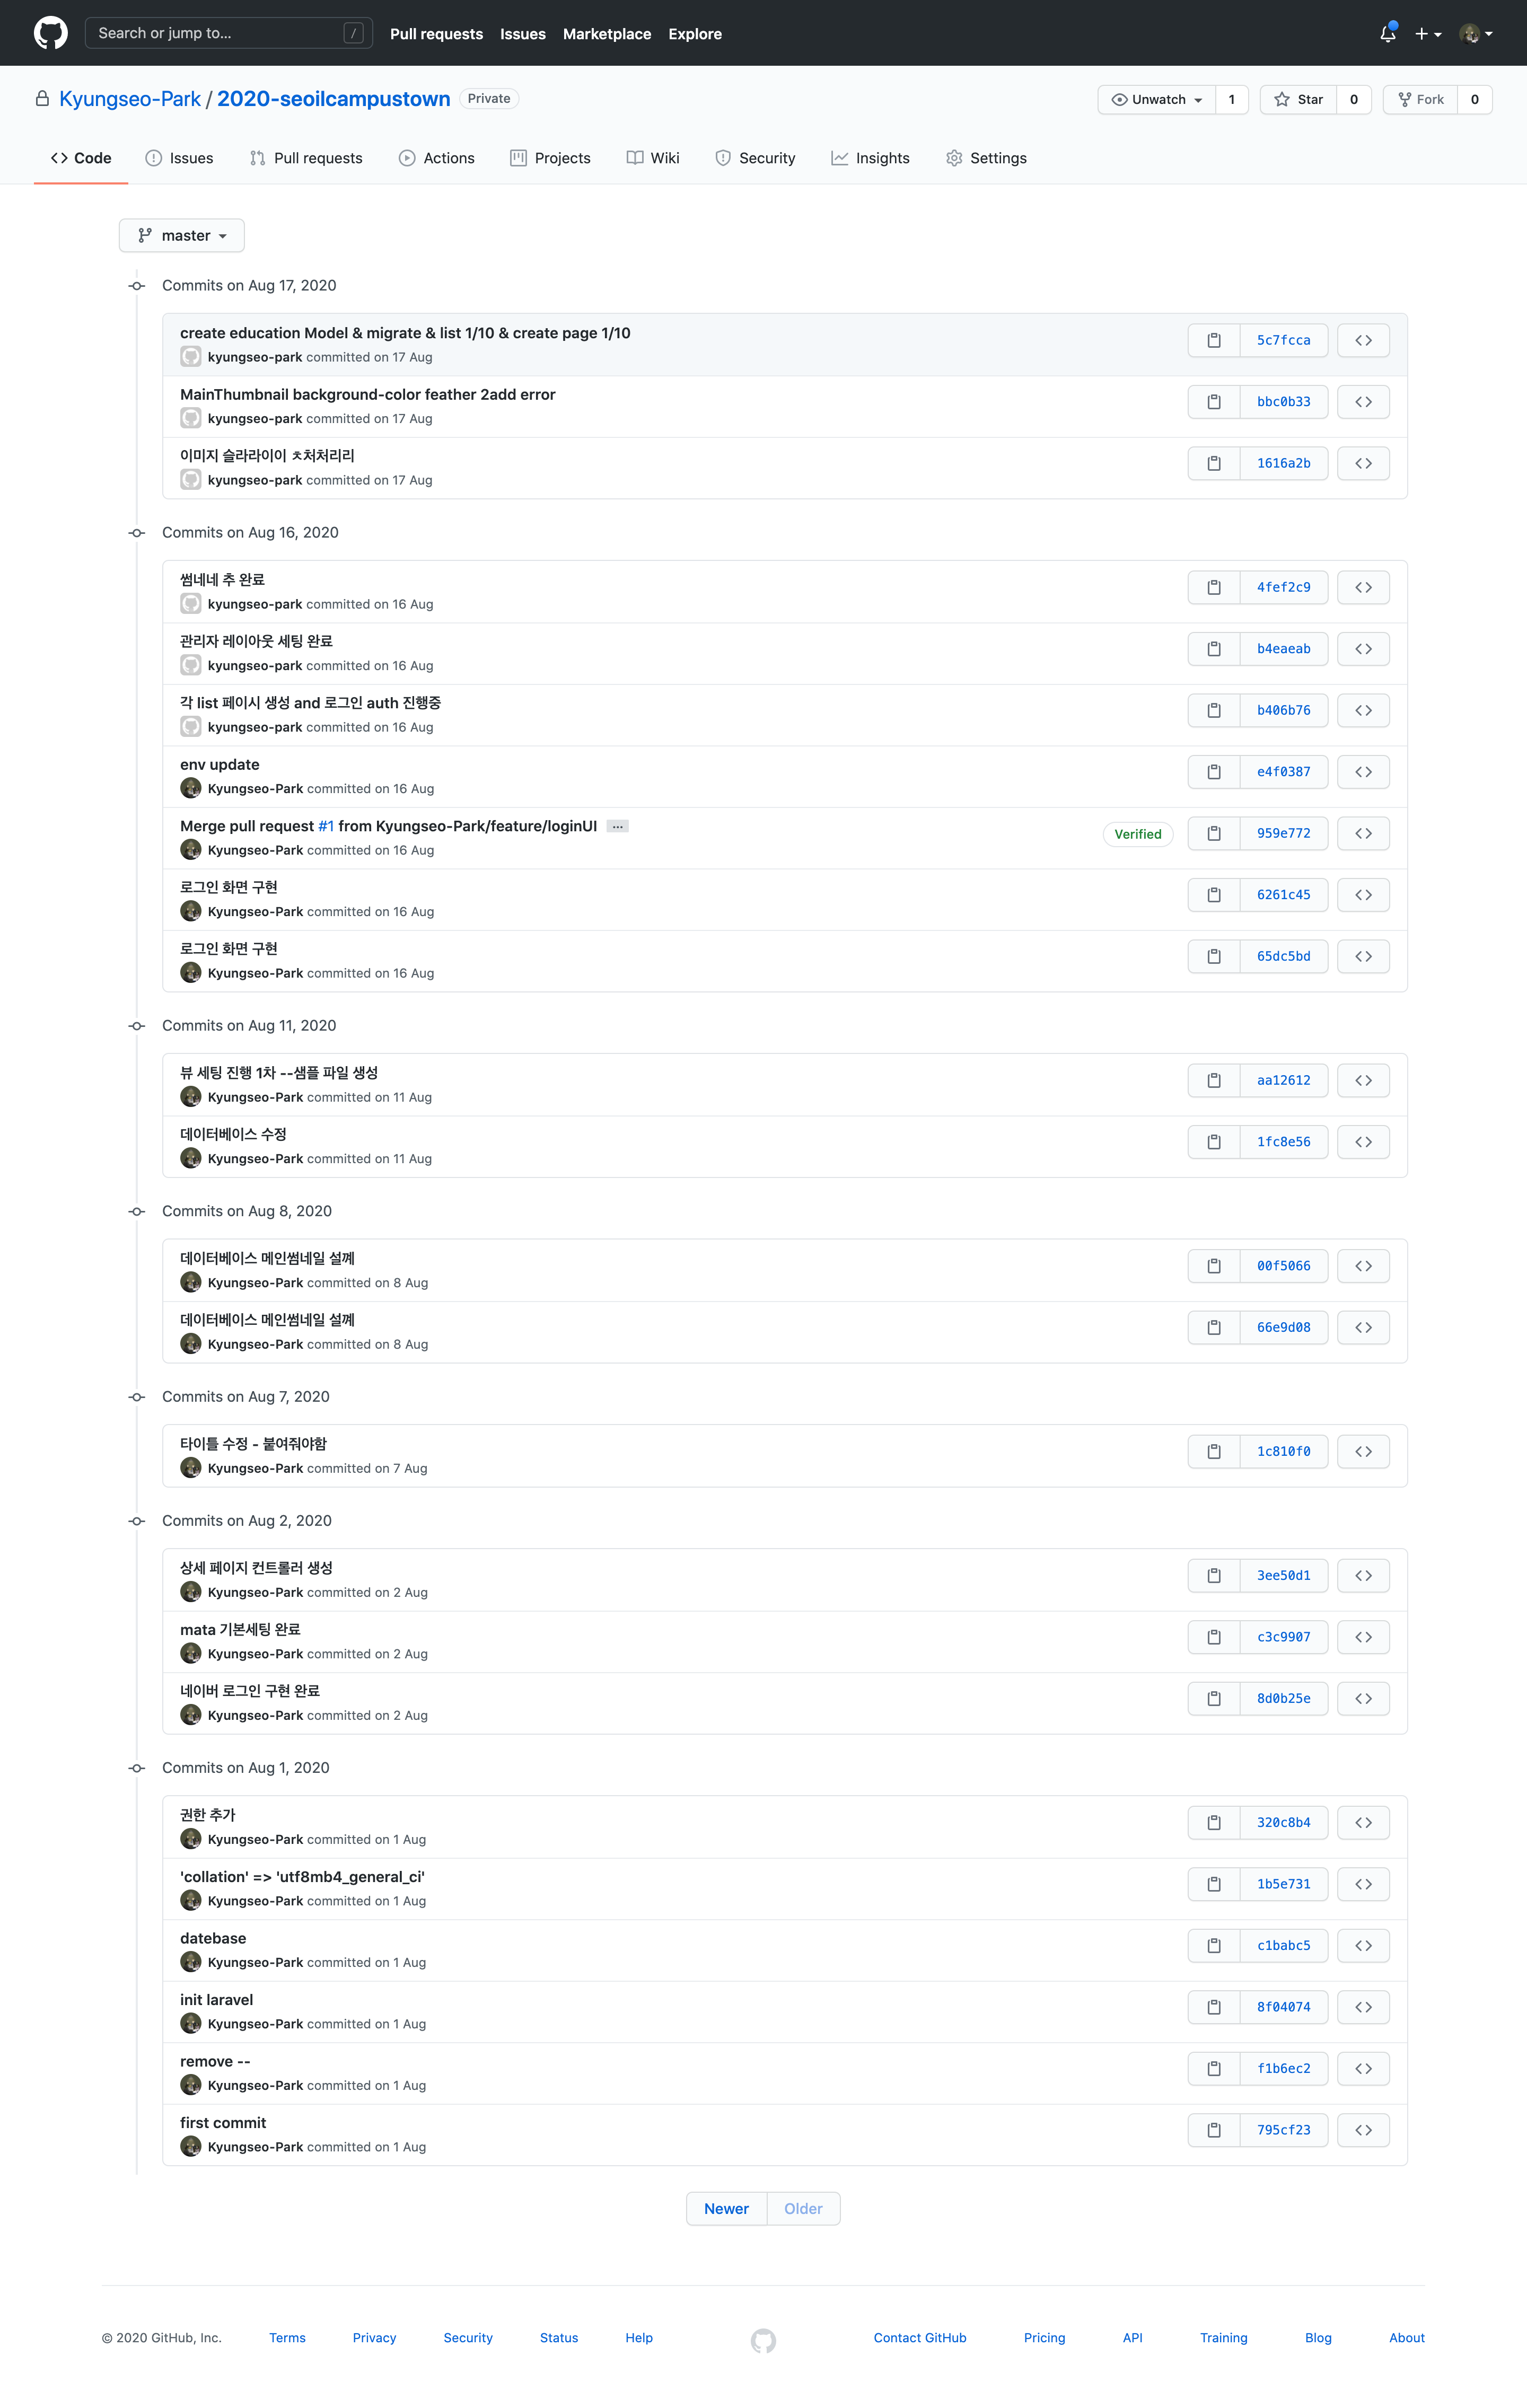 Search or jump to... /
Pull requests Issues Marketplace Explore
Kyungseo-Park / 2020-seoilcampustown Private
Unwatch 1 Star 0 Fork 0
Code Issues Pull requests Actions Projects Wiki Security Insights Settings
master
Commits on Aug 17, 2020
create education Model & migrate & list 1/10 & create page 1/10
kyungseo-park committed on 17 Aug
5c7fcca
MainThumbnail background-color feather 2add error
kyungseo-park committed on 17 Aug
bbc0b33
이미지 슬라라이이 ㅊ처처리리
kyungseo-park committed on 17 Aug
1616a2b
Commits on Aug 16, 2020
썸네네 추 완료
kyungseo-park committed on 16 Aug
4fef2c9
관리자 레이아웃 세팅 완료
kyungseo-park committed on 16 Aug
b4eaeab
각 list 페이시 생성 and 로그인 auth 진행중
kyungseo-park committed on 16 Aug
b406b76
env update
Kyungseo-Park committed on 16 Aug
e4f0387
Merge pull request #1 from Kyungseo-Park/feature/loginUI ...
Kyungseo-Park committed on 16 Aug
Verified 959e772
로그인 화면 구현
Kyungseo-Park committed on 16 Aug
6261c45
로그인 화면 구현
Kyungseo-Park committed on 16 Aug
65dc5bd
Commits on Aug 11, 2020
뷰 세팅 진행 1차 --샘플 파일 생성
Kyungseo-Park committed on 11 Aug
aa12612
데이터베이스 수정
Kyungseo-Park committed on 11 Aug
1fc8e56
Commits on Aug 8, 2020
데이터베이스 메인썸네일 설꼐
Kyungseo-Park committed on 8 Aug
00f5066
데이터베이스 메인썸네일 설꼐
Kyungseo-Park committed on 8 Aug
66e9d08
Commits on Aug 7, 2020
타이틀 수정 - 붙여줘야함
Kyungseo-Park committed on 7 Aug
1c810f0
Commits on Aug 2, 2020
상세 페이지 컨트롤러 생성
Kyungseo-Park committed on 2 Aug
3ee50d1
mata 기본세팅 완료
Kyungseo-Park committed on 2 Aug
c3c9907
네이버 로그인 구현 완료
Kyungseo-Park committed on 2 Aug
8d0b25e
Commits on Aug 1, 2020
권한 추가
Kyungseo-Park committed on 1 Aug
320c8b4
'collation' => 'utf8mb4_general_ci'
Kyungseo-Park committed on 1 Aug
1b5e731
datebase
Kyungseo-Park committed on 1 Aug
c1babc5
init laravel
Kyungseo-Park committed on 1 Aug
8f04074
remove --
Kyungseo-Park committed on 1 Aug
f1b6ec2
first commit
Kyungseo-Park committed on 1 Aug
795cf23
Newer Older
© 2020 GitHub, Inc. Terms Privacy Security Status Help Contact GitHub Pricing API Training Blog About